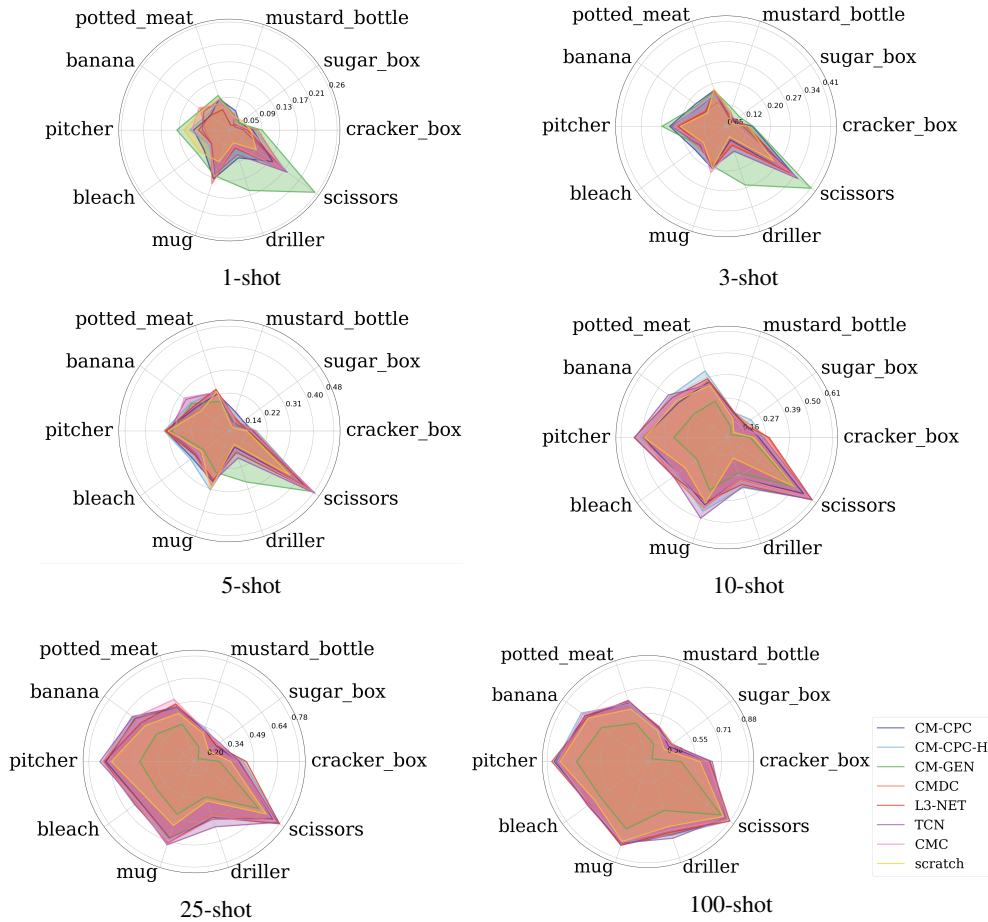 potted_meat mustard_bottle
banana sugar_box
0.05 0.09 0.13 0.17 0.21 0.26
pitcher cracker_box
bleach scissors
mug driller
1-shot
potted_meat mustard_bottle
banana sugar_box
0.05 0.12 0.20 0.27 0.34 0.41
pitcher cracker_box
bleach scissors
mug driller
3-shot
potted_meat mustard_bottle
banana sugar_box
0.14 0.22 0.31 0.40 0.48
pitcher cracker_box
bleach scissors
mug driller
5-shot
potted_meat mustard_bottle
banana sugar_box
0.16 0.27 0.39 0.50 0.61
pitcher cracker_box
bleach scissors
mug driller
10-shot
potted_meat mustard_bottle
banana sugar_box
0.20 0.34 0.49 0.64 0.78
pitcher cracker_box
bleach scissors
mug driller
25-shot
potted_meat mustard_bottle
banana sugar_box
0.55 0.71 0.88
pitcher cracker_box
bleach scissors
mug driller
100-shot
CM-CPC
CM-CPC-H
CM-GEN
CMDC
L3-NET
TCN
CMC
scratch